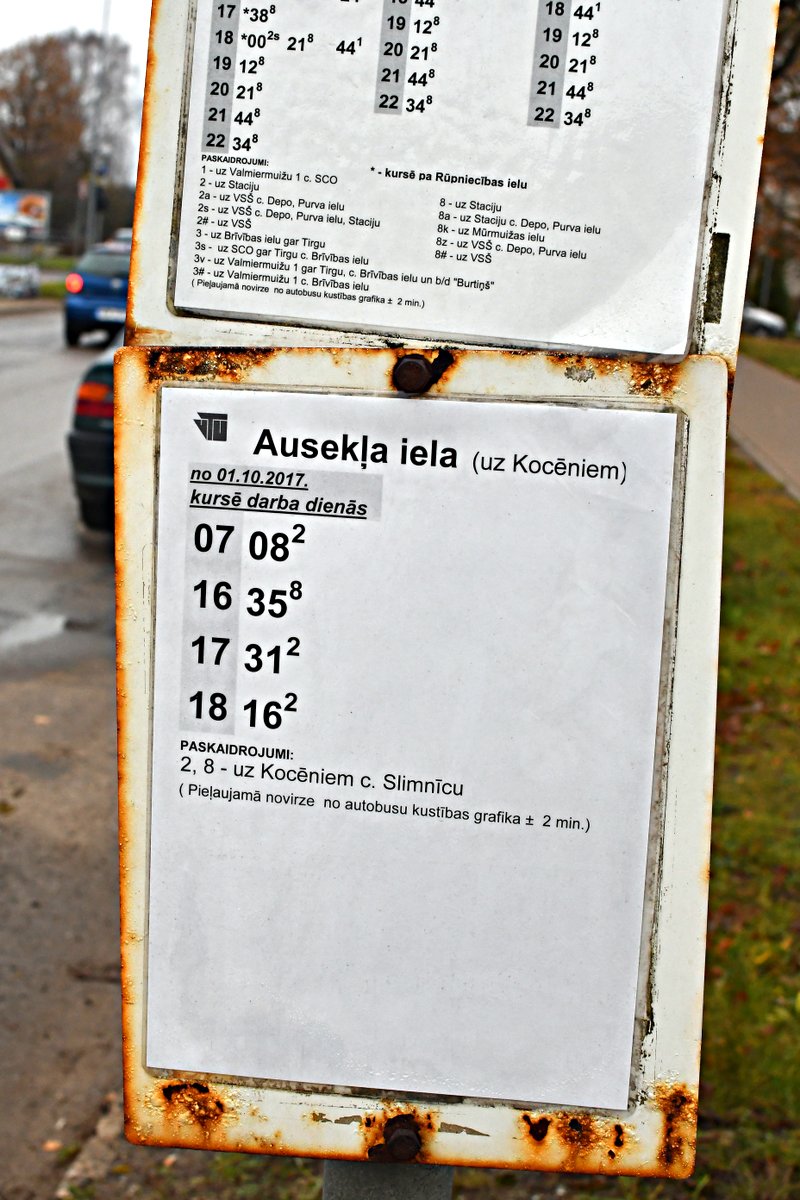 17 *38⁸
18 *00²ˢ 21⁸ 44¹
19 12⁸
20 21⁸
21 44⁸
22 34⁸
44
19 12⁸
20 21⁸
21 44⁸
22 34⁸
18 44¹
19 12⁸
20 21⁸
21 44⁸
22 34⁸
PASKAIDROJUMI:
* - kursē pa Rūpniecības ielu
1 - uz Valmiermuižu 1 c. SCO
2 - uz Staciju
2a - uz VSŠ c. Depo, Purva ielu
2s - uz VSŠ c. Depo, Purva ielu, Staciju
2# - uz VSŠ
3 - uz Brīvības ielu gar Tirgu
3s - uz SCO gar Tirgu c. Brīvības ielu
3v - uz Valmiermuižu 1 gar Tirgu, c. Brīvības ielu un b/d "Burtiņš"
3# - uz Valmiermuižu 1 c. Brīvības ielu
( Pieļaujamā novirze no autobusu kustības grafika ± 2 min.)
8 - uz Staciju
8a - uz Staciju c. Depo, Purva ielu
8k - uz Mūrmuižas ielu
8z - uz VSŠ c. Depo, Purva ielu
8# - uz VSŠ
VTU
Ausekļa iela (uz Kocēniem)
no 01.10.2017.
kursē darba dienās
07 08²
16 35⁸
17 31²
18 16²
PASKAIDROJUMI:
2, 8 - uz Kocēniem c. Slimnīcu
( Pieļaujamā novirze no autobusu kustības grafika ± 2 min.)